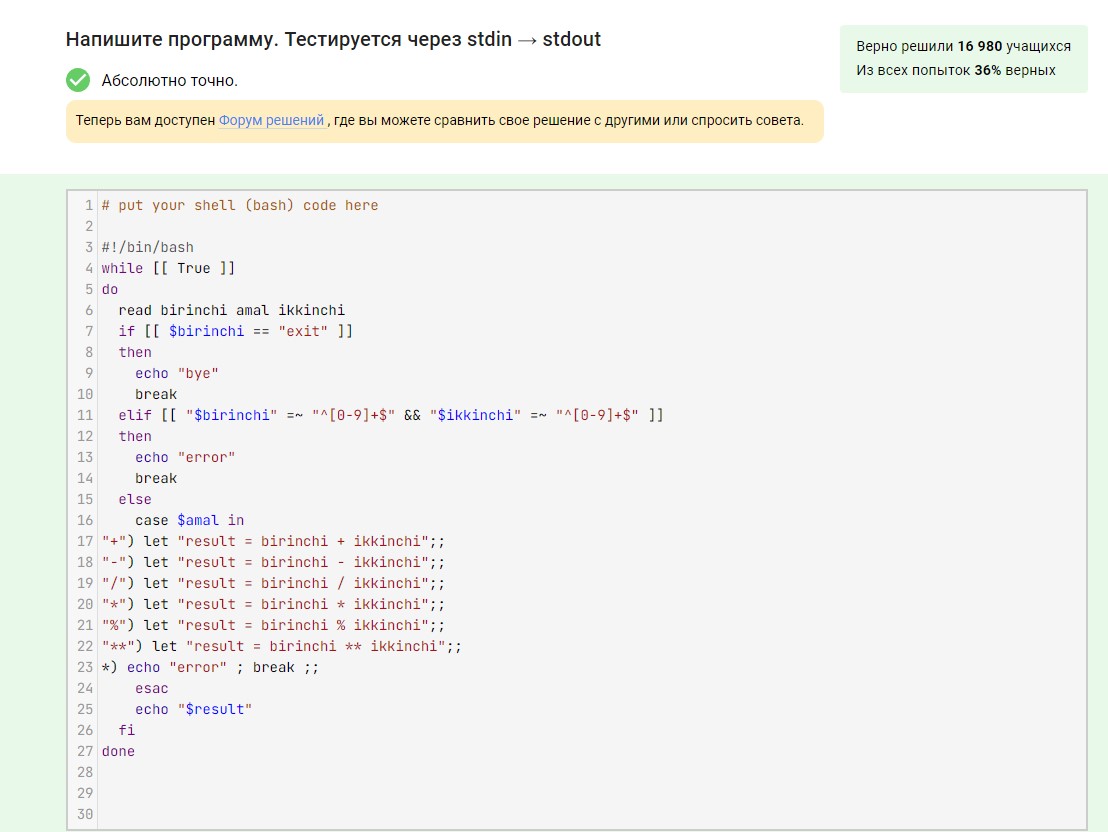 Напишите программу. Тестируется через stdin → stdout
Верно решили 16 980 учащихся
Из всех попыток 36% верных
Абсолютно точно.
Теперь вам доступен Форум решений , где вы можете сравнить свое решение с другими или спросить совета.
1 # put your shell (bash) code here
2
3 #!/bin/bash
4 while [[ True ]]
5 do
6   read birinchi amal ikkinchi
7   if [[ $birinchi == "exit" ]]
8   then
9     echo "bye"
10     break
11   elif [[ "$birinchi" =~ "^[0-9]+$" && "$ikkinchi" =~ "^[0-9]+$" ]]
12   then
13     echo "error"
14     break
15   else
16     case $amal in
17 "+") let "result = birinchi + ikkinchi";;
18 "-") let "result = birinchi - ikkinchi";;
19 "/") let "result = birinchi / ikkinchi";;
20 "*") let "result = birinchi * ikkinchi";;
21 "%") let "result = birinchi % ikkinchi";;
22 "**") let "result = birinchi ** ikkinchi";;
23 *) echo "error" ; break ;;
24     esac
25     echo "$result"
26   fi
27 done
28
29
30